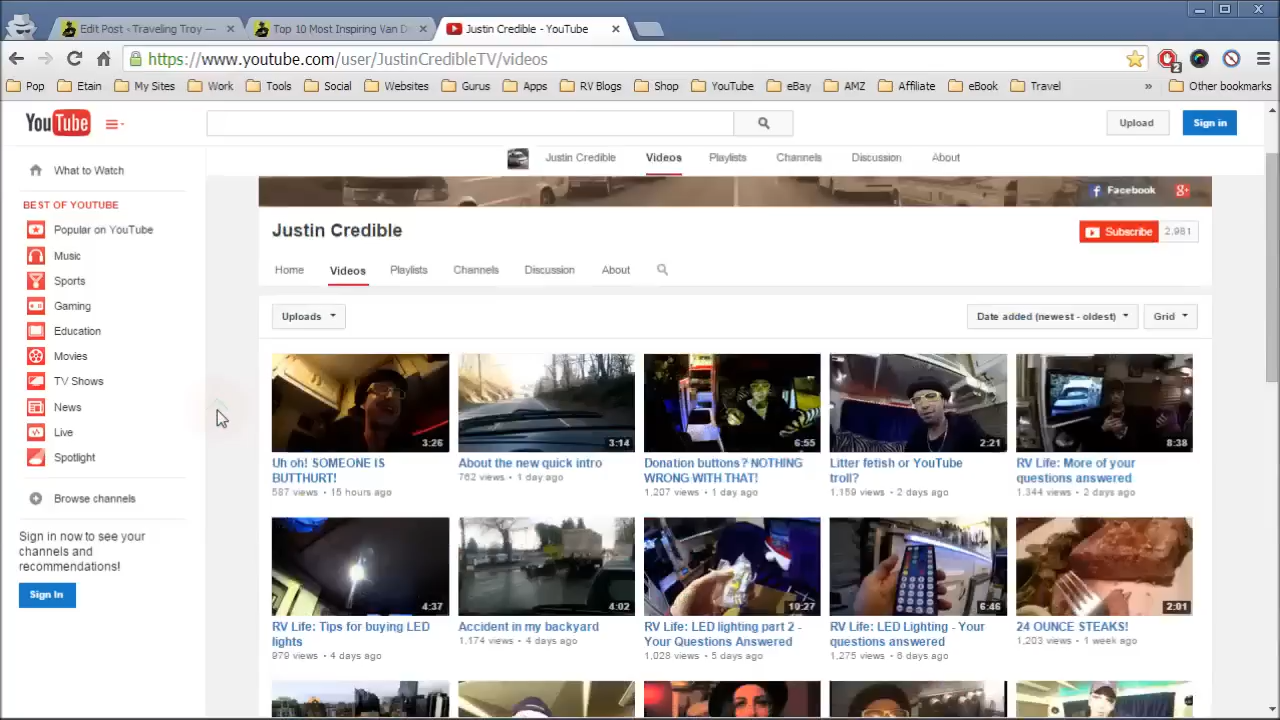 Edit Post ‹ Traveling Troy —
Top 10 Most Inspiring Van D
Justin Credible - YouTube
https://www.youtube.com/user/JustinCredibleTV/videos
2
Pop Etain My Sites Work Tools Social Websites Gurus Apps RV Blogs Shop YouTube eBay AMZ Affiliate eBook Travel » Other bookmarks
YouTube
Upload Sign in
Justin Credible Videos Playlists Channels Discussion About
What to Watch
BEST OF YOUTUBE
Popular on YouTube
Music
Sports
Gaming
Education
Movies
TV Shows
News
Live
Spotlight
Browse channels
Sign in now to see your
channels and
recommendations!
Sign In
Facebook
Justin Credible
Subscribe 2,981
Home Videos Playlists Channels Discussion About
Uploads
Date added (newest - oldest) Grid
3:26
Uh oh! SOMEONE IS
BUTTHURT!
587 views • 15 hours ago
3:14
About the new quick intro
762 views • 1 day ago
6:55
Donation buttons? NOTHING
WRONG WITH THAT!
1,207 views • 1 day ago
2:21
Litter fetish or YouTube
troll?
1,159 views • 2 days ago
8:38
RV Life: More of your
questions answered
1,344 views • 2 days ago
4:37
RV Life: Tips for buying LED
lights
979 views • 4 days ago
4:02
Accident in my backyard
1,174 views • 4 days ago
10:27
RV Life: LED lighting part 2 -
Your Questions Answered
1,028 views • 5 days ago
6:46
RV Life: LED Lighting - Your
questions answered
1,275 views • 6 days ago
2:01
24 OUNCE STEAKS!
1,203 views • 1 week ago